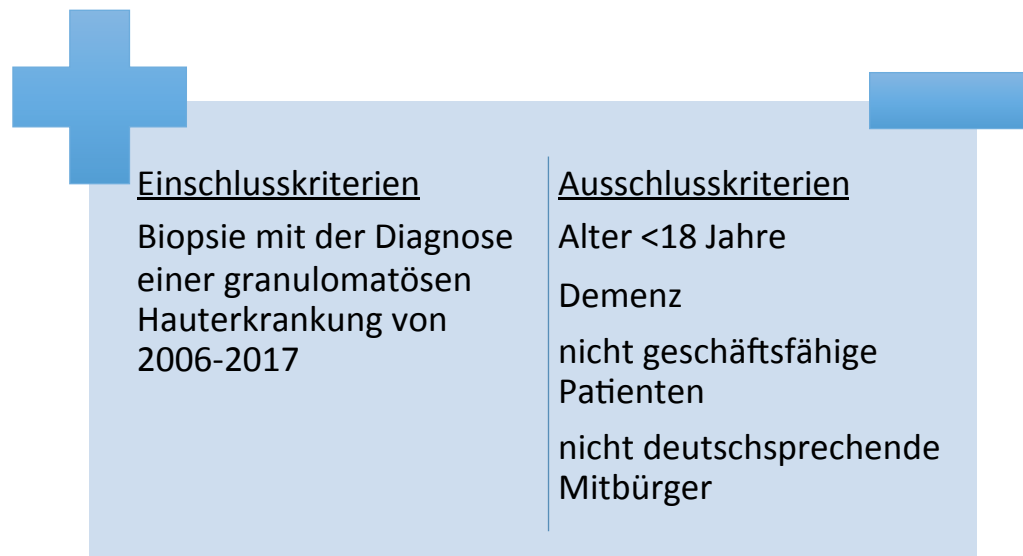 Einschlusskriterien
Biopsie mit der Diagnose
einer granulomatösen
Hauterkrankung von
2006-2017
Ausschlusskriterien
Alter <18 Jahre
Demenz
nicht geschäftsfähige
Patienten
nicht deutschsprechende
Mitbürger